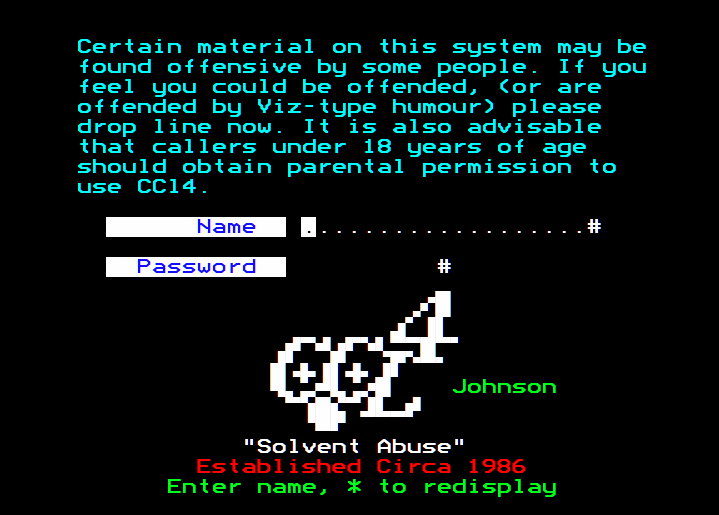 Certain material on this system may be
found offensive by some people. If you
feel you could be offended, (or are
offended by Viz-type humour) please
drop line now. It is also advisable
that callers under 18 years of age
should obtain parental permission to
use CCl4.
Name ...................#
Password #
CCl4
Johnson
"Solvent Abuse"
Established Circa 1986
Enter name, * to redisplay